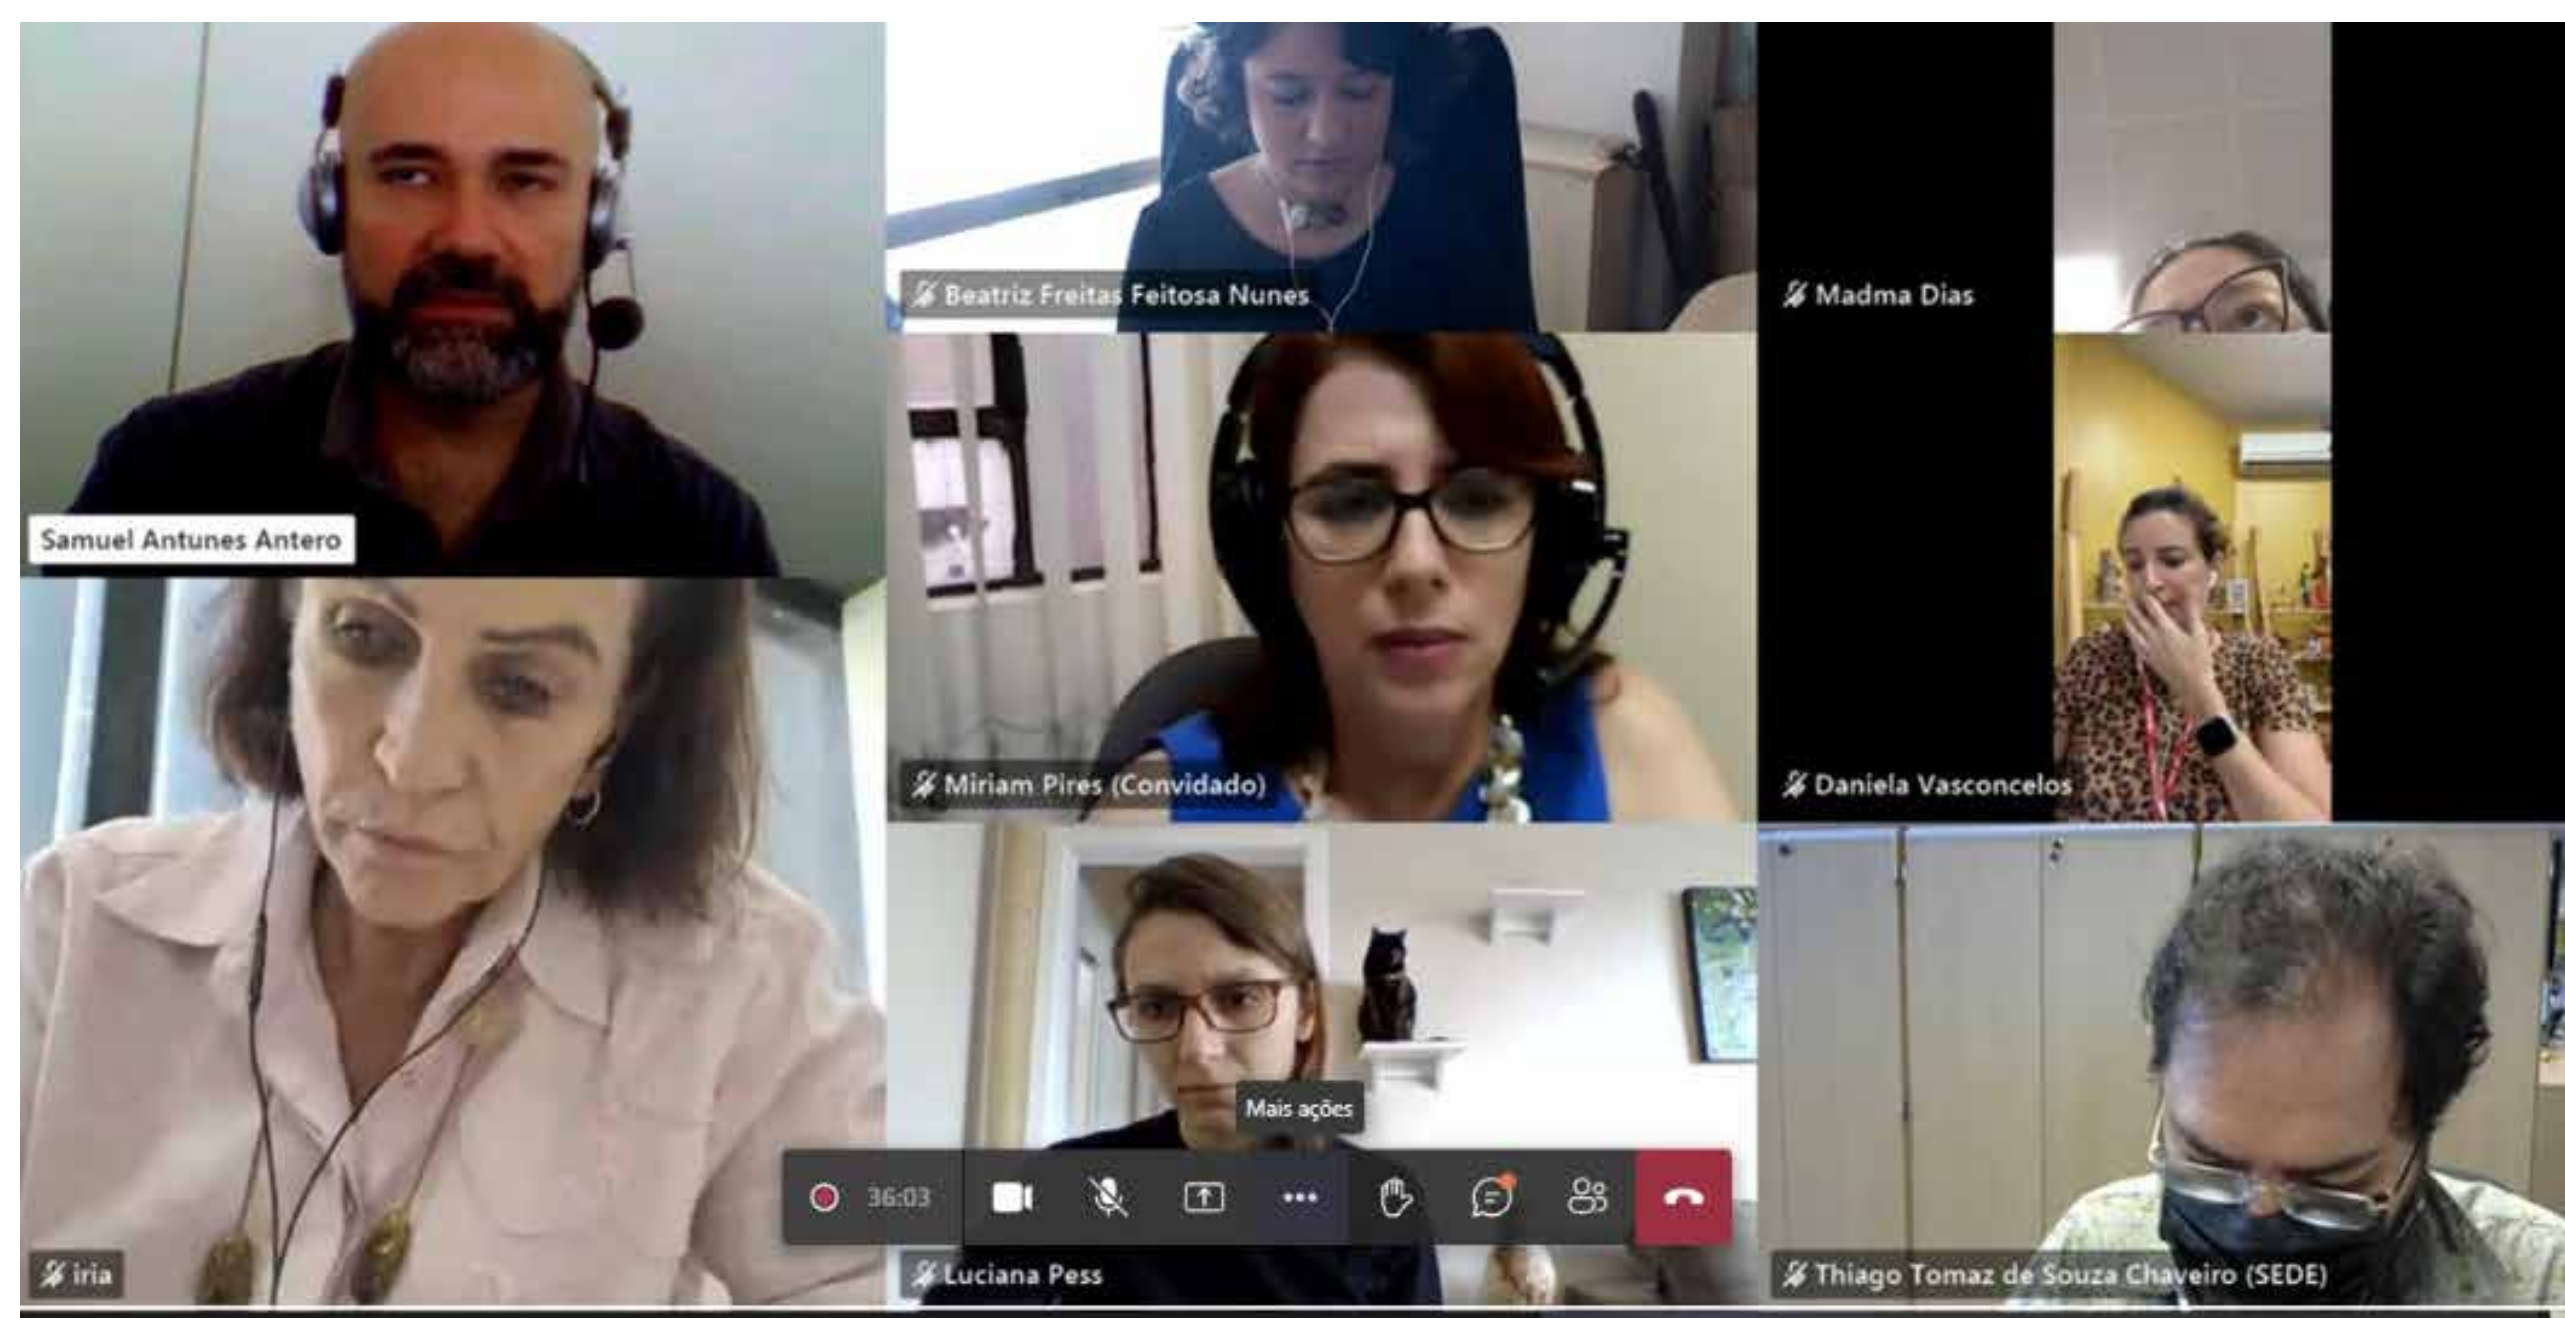 Samuel Antunes Antero
Beatriz Freitas Feitosa Nunes
Madma Dias
Miriam Pires (Convidado)
Daniela Vasconcelos
iria
Luciana Pess
Thiago Tomaz de Souza Chaveiro (SEDE)
Mais ações
36:03